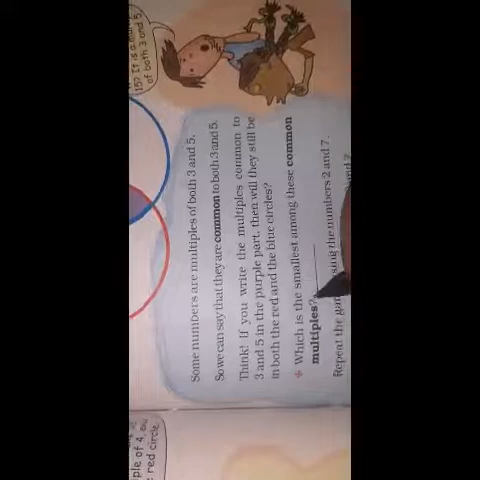 15? It is a mul
of both 3 and 5.
Some numbers are multiples of both 3 and 5.
So we can say that they are common to both 3 and 5.
Think! If you write the multiples common to
3 and 5 in the purple part, then will they still be
in both the red and the blue circles?
Which is the smallest among these common
multiples?
Repeat the using the numbers 2 and 7.
ple of 4,
red circle.